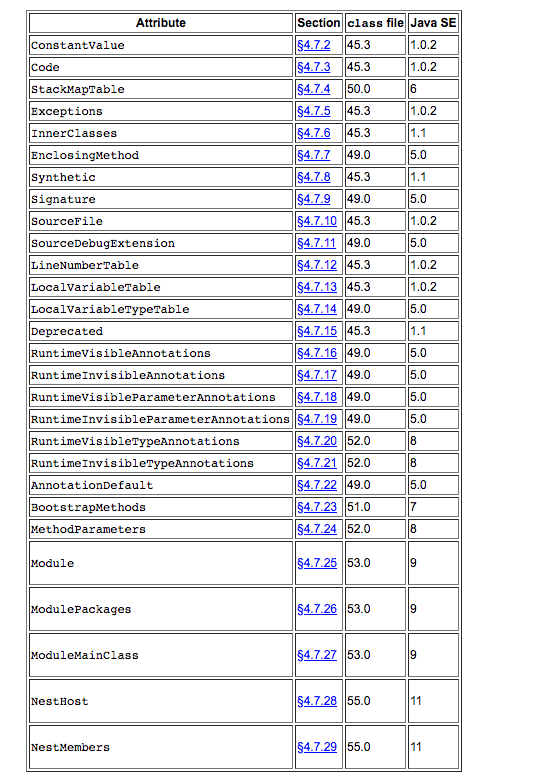 Attribute Section class file Java SE
ConstantValue §4.7.2 45.3 1.0.2
Code §4.7.3 45.3 1.0.2
StackMapTable §4.7.4 50.0 6
Exceptions §4.7.5 45.3 1.0.2
InnerClasses §4.7.6 45.3 1.1
EnclosingMethod §4.7.7 49.0 5.0
Synthetic §4.7.8 45.3 1.1
Signature §4.7.9 49.0 5.0
SourceFile §4.7.10 45.3 1.0.2
SourceDebugExtension §4.7.11 49.0 5.0
LineNumberTable §4.7.12 45.3 1.0.2
LocalVariableTable §4.7.13 45.3 1.0.2
LocalVariableTypeTable §4.7.14 49.0 5.0
Deprecated §4.7.15 45.3 1.1
RuntimeVisibleAnnotations §4.7.16 49.0 5.0
RuntimeInvisibleAnnotations §4.7.17 49.0 5.0
RuntimeVisibleParameterAnnotations §4.7.18 49.0 5.0
RuntimeInvisibleParameterAnnotations §4.7.19 49.0 5.0
RuntimeVisibleTypeAnnotations §4.7.20 52.0 8
RuntimeInvisibleTypeAnnotations §4.7.21 52.0 8
AnnotationDefault §4.7.22 49.0 5.0
BootstrapMethods §4.7.23 51.0 7
MethodParameters §4.7.24 52.0 8
Module §4.7.25 53.0 9
ModulePackages §4.7.26 53.0 9
ModuleMainClass §4.7.27 53.0 9
NestHost §4.7.28 55.0 11
NestMembers §4.7.29 55.0 11